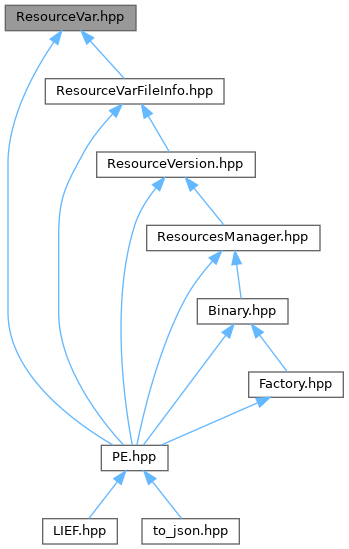 ResourceVar.hpp
ResourceVarFileInfo.hpp
ResourceVersion.hpp
ResourcesManager.hpp
Binary.hpp
Factory.hpp
PE.hpp
LIEF.hpp
to_json.hpp